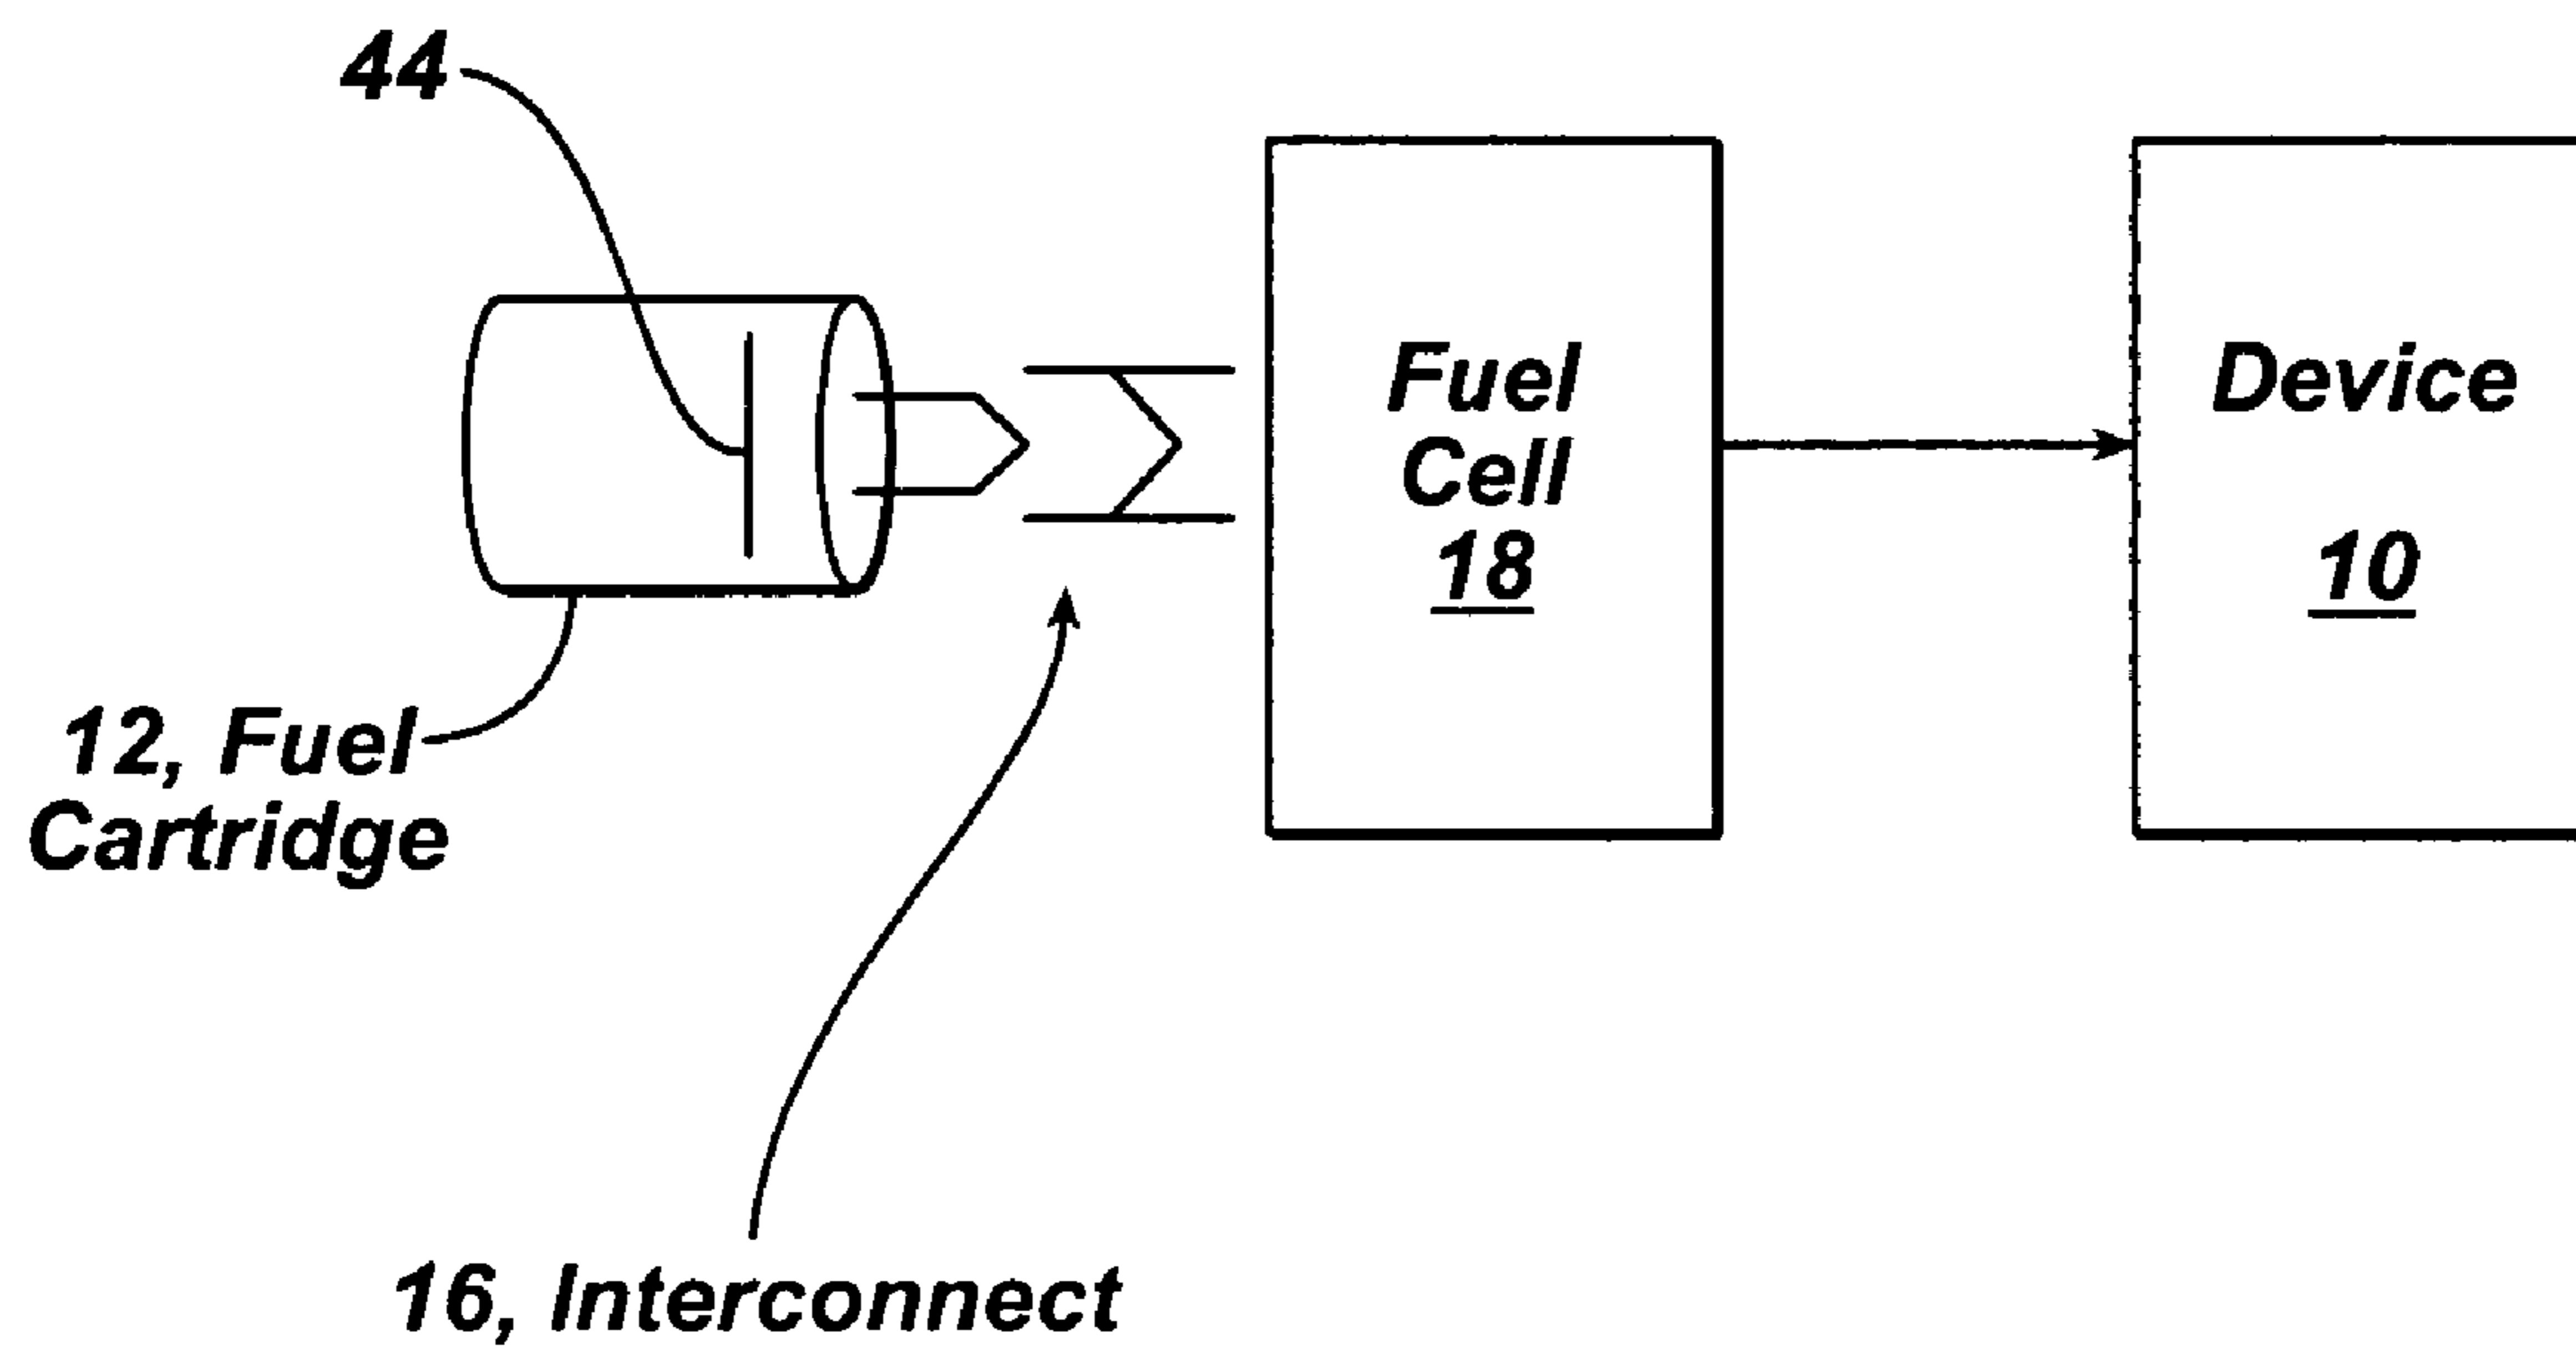 44
Fuel
Cell
18
Device
10
12, Fuel
Cartridge
16, Interconnect